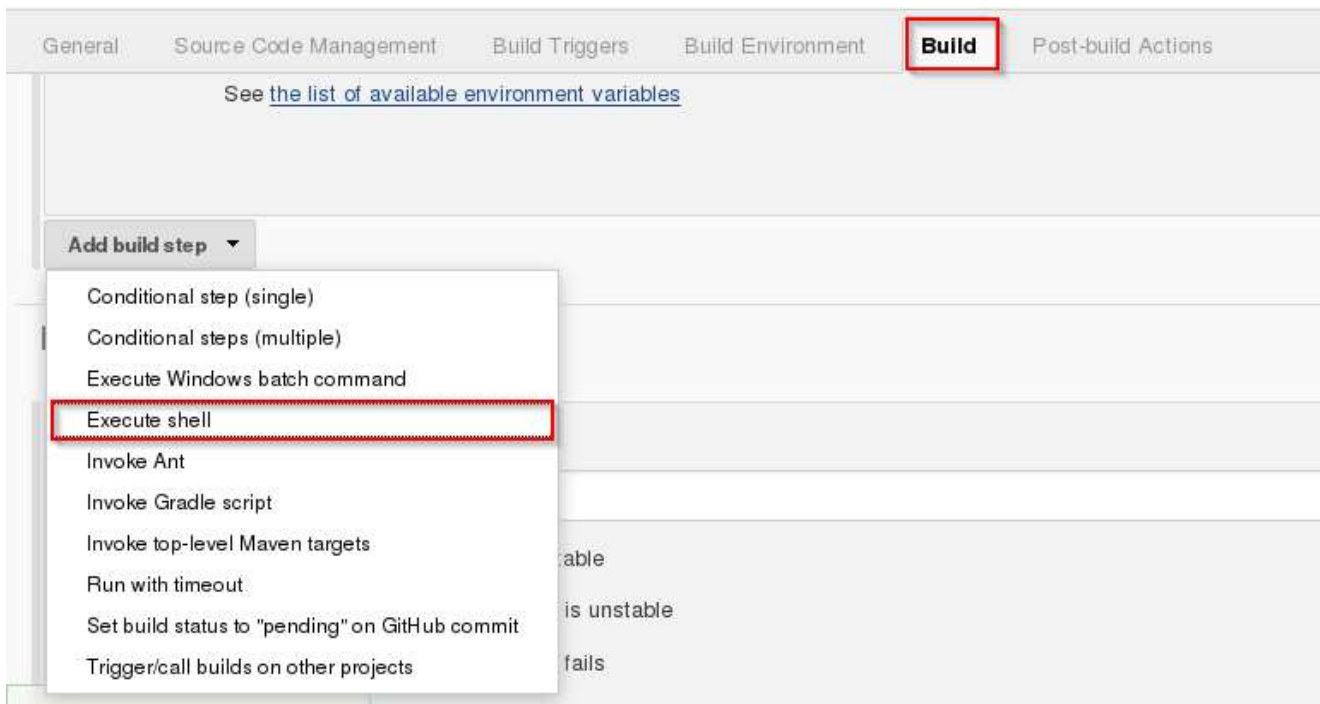 General Source Code Management Build Triggers Build Environment Build Post-build Actions
See the list of available environment variables
Add build step
Conditional step (single)
Conditional steps (multiple)
Execute Windows batch command
Execute shell
Invoke Ant
Invoke Gradle script
Invoke top-level Maven targets
Run with timeout
Set build status to "pending" on GitHub commit
Trigger/call builds on other projects
table
is unstable
fails